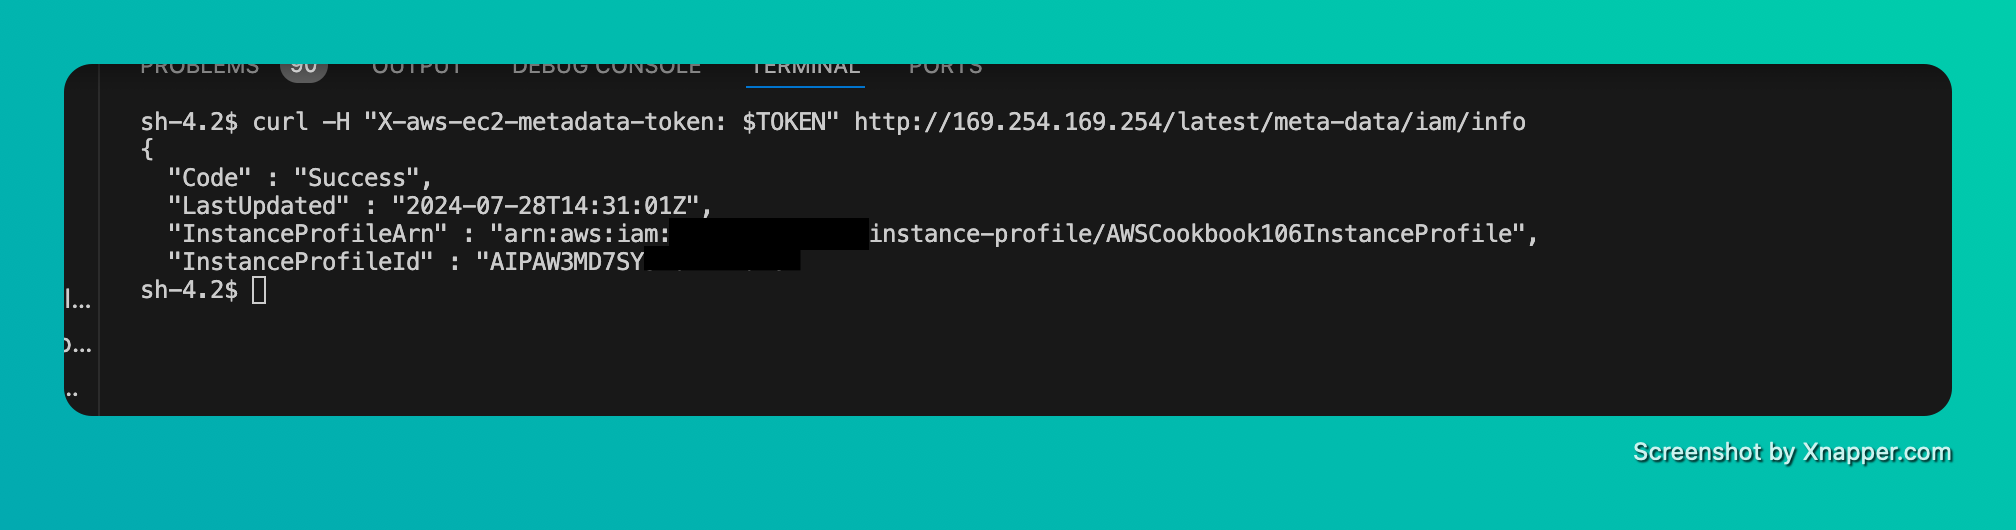 PROBLEMS 90 OUTPUT DEBUG CONSOLE TERMINAL PORTS
sh-4.2$ curl -H "X-aws-ec2-metadata-token: $TOKEN" http://169.254.169.254/latest/meta-data/iam/info
{
"Code" : "Success",
"LastUpdated" : "2024-07-28T14:31:01Z",
"InstanceProfileArn" : "arn:aws:iam: instance-profile/AWSCookbook106InstanceProfile",
"InstanceProfileId" : "AIPAW3MD7SY
sh-4.2$
l...
...
..
Screenshot by Xnapper.com